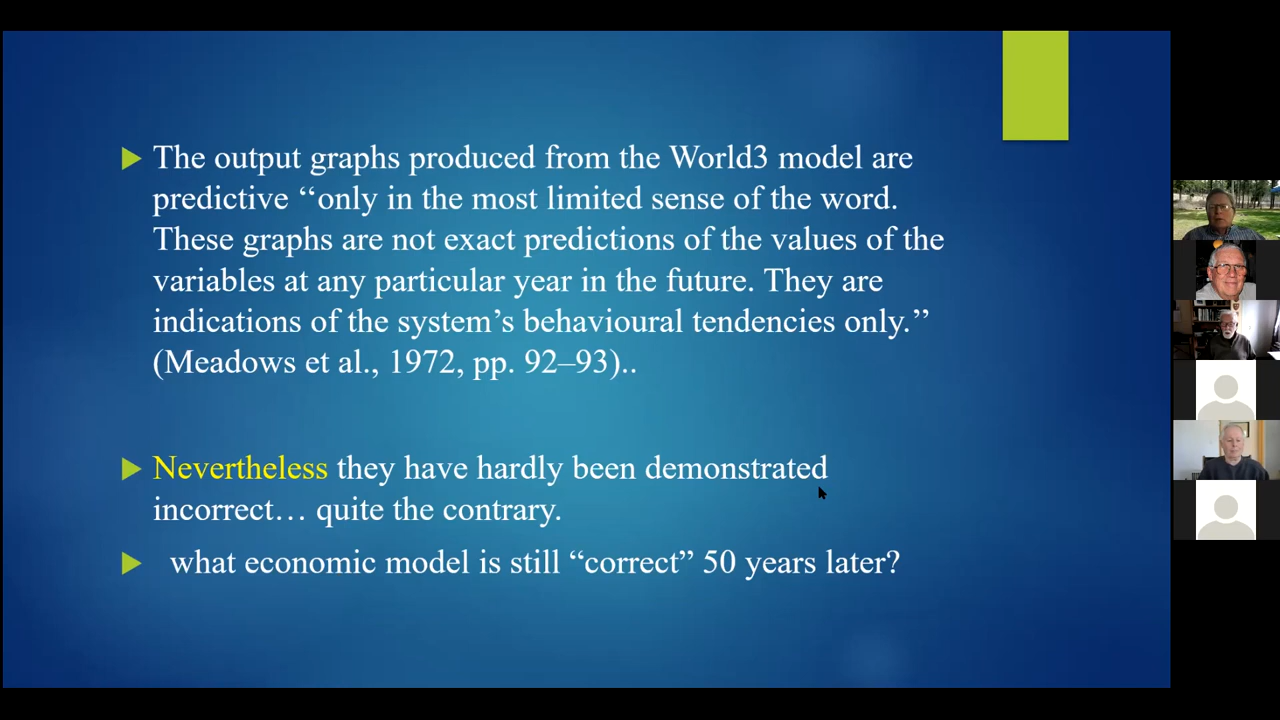 The output graphs produced from the World3 model are
predictive ‘‘only in the most limited sense of the word.
These graphs are not exact predictions of the values of the
variables at any particular year in the future. They are
indications of the system’s behavioural tendencies only.’’
(Meadows et al., 1972, pp. 92–93)..
Nevertheless they have hardly been demonstrated
incorrect… quite the contrary.
what economic model is still “correct” 50 years later?